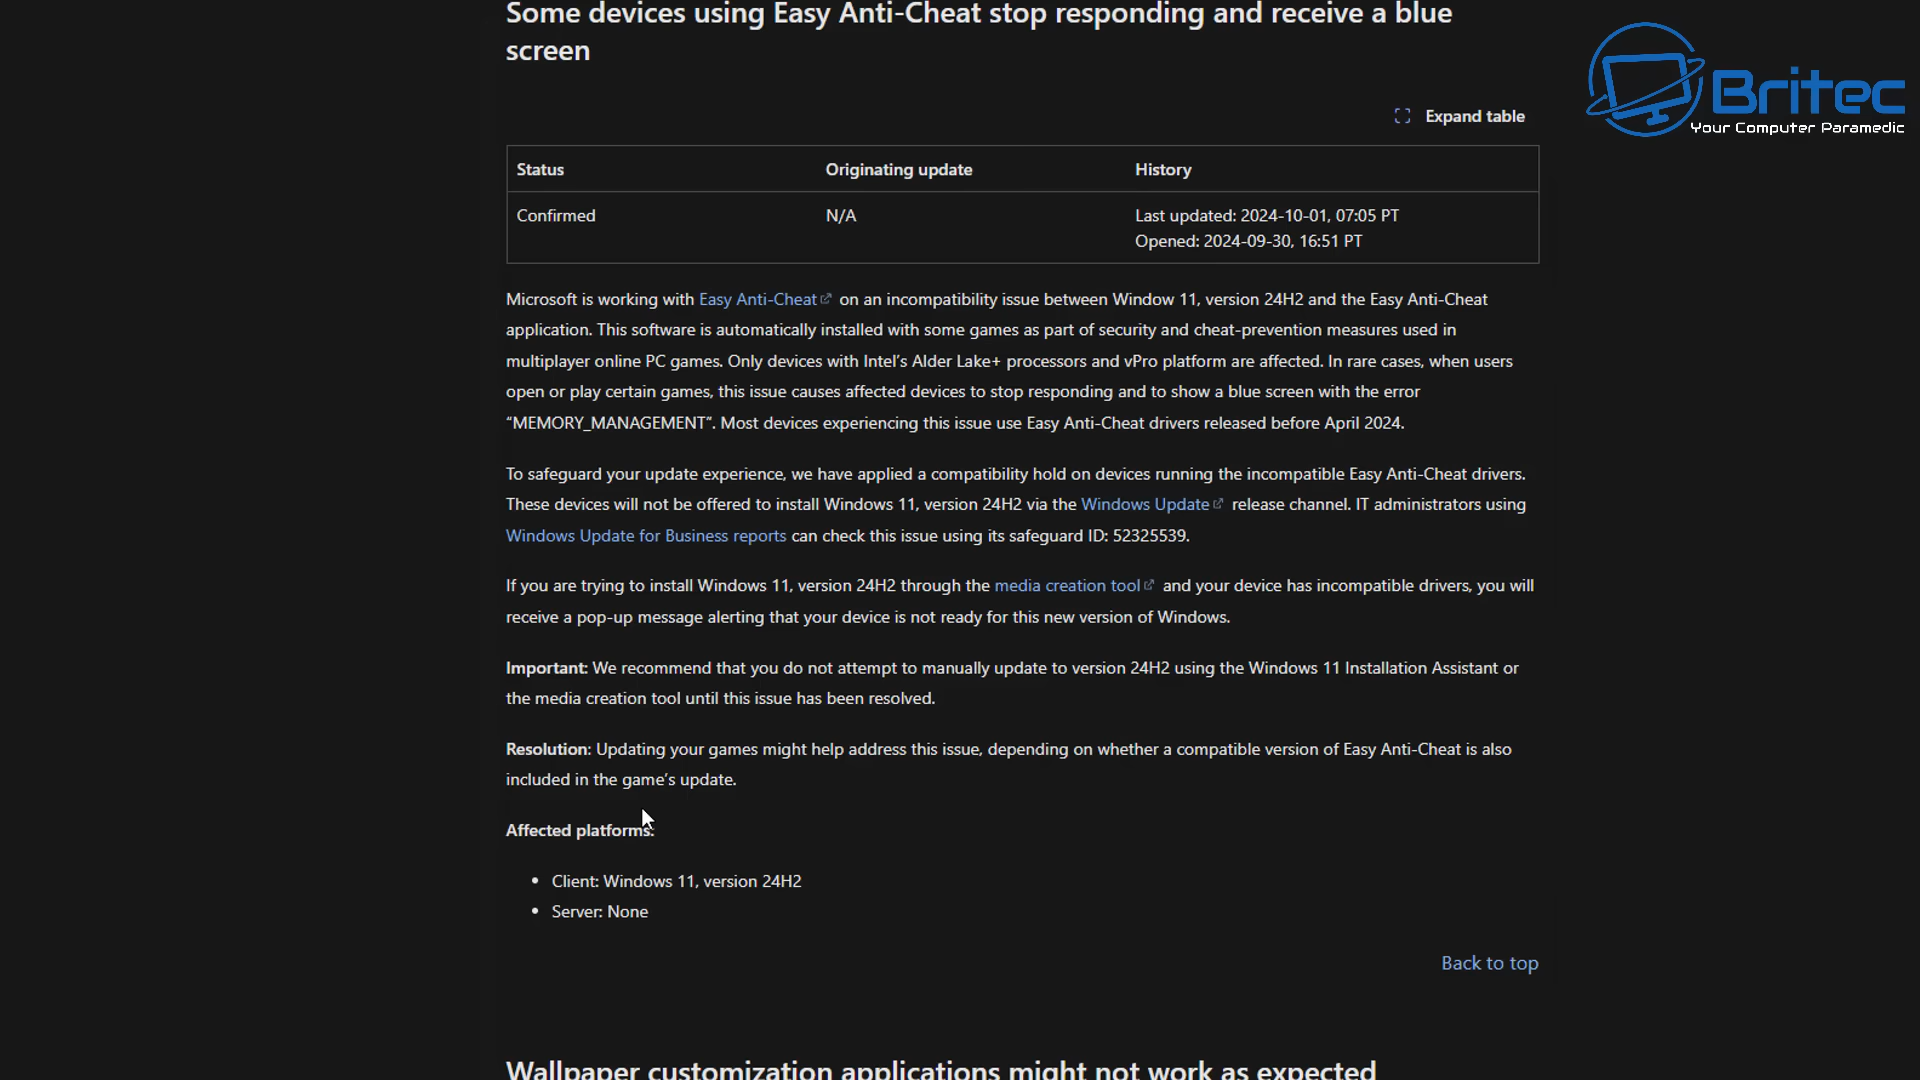 Some devices using Easy Anti-Cheat stop responding and receive a blue
screen
Britec
Your Computer Paramedic
Expand table
Status Originating update History
Confirmed N/A Last updated: 2024-10-01, 07:05 PT
Opened: 2024-09-30, 16:51 PT
Microsoft is working with Easy Anti-Cheat on an incompatibility issue between Window 11, version 24H2 and the Easy Anti-Cheat
application. This software is automatically installed with some games as part of security and cheat-prevention measures used in
multiplayer online PC games. Only devices with Intel’s Alder Lake+ processors and vPro platform are affected. In rare cases, when users
open or play certain games, this issue causes affected devices to stop responding and to show a blue screen with the error
“MEMORY_MANAGEMENT“. Most devices experiencing this issue use Easy Anti-Cheat drivers released before April 2024.
To safeguard your update experience, we have applied a compatibility hold on devices running the incompatible Easy Anti-Cheat drivers.
These devices will not be offered to install Windows 11, version 24H2 via the Windows Update release channel. IT administrators using
Windows Update for Business reports can check this issue using its safeguard ID: 52325539.
If you are trying to install Windows 11, version 24H2 through the media creation tool and your device has incompatible drivers, you will
receive a pop-up message alerting that your device is not ready for this new version of Windows.
Important: We recommend that you do not attempt to manually update to version 24H2 using the Windows 11 Installation Assistant or
the media creation tool until this issue has been resolved.
Resolution: Updating your games might help address this issue, depending on whether a compatible version of Easy Anti-Cheat is also
included in the game’s update.
Affected platforms:
• Client: Windows 11, version 24H2
• Server: None
Back to top
Wallpaper customization applications might not work as expected